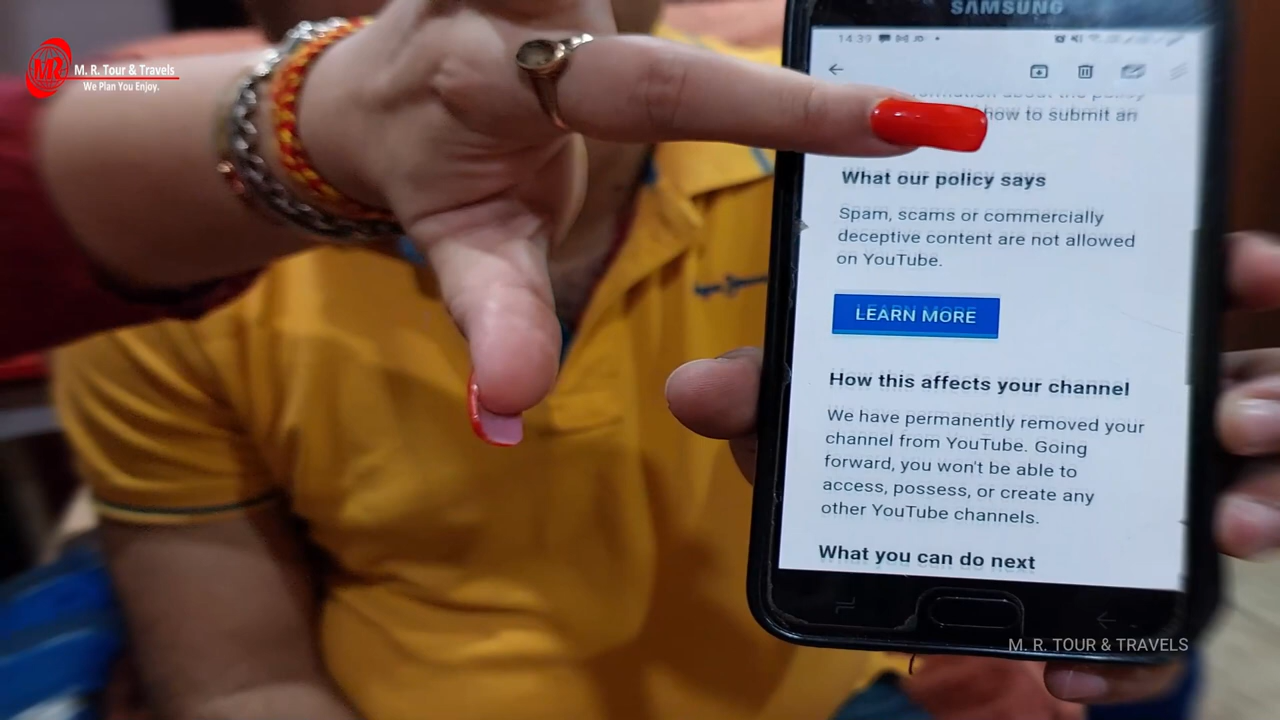 SAMSUNG
MR
M. R. Tour & Travels
We Plan You Enjoy.
14:39
how to submit an
What our policy says
Spam, scams or commercially
deceptive content are not allowed
on YouTube.
LEARN MORE
How this affects your channel
We have permanently removed your
channel from YouTube. Going
forward, you won't be able to
access, possess, or create any
other YouTube channels.
What you can do next
M. R. TOUR & TRAVELS